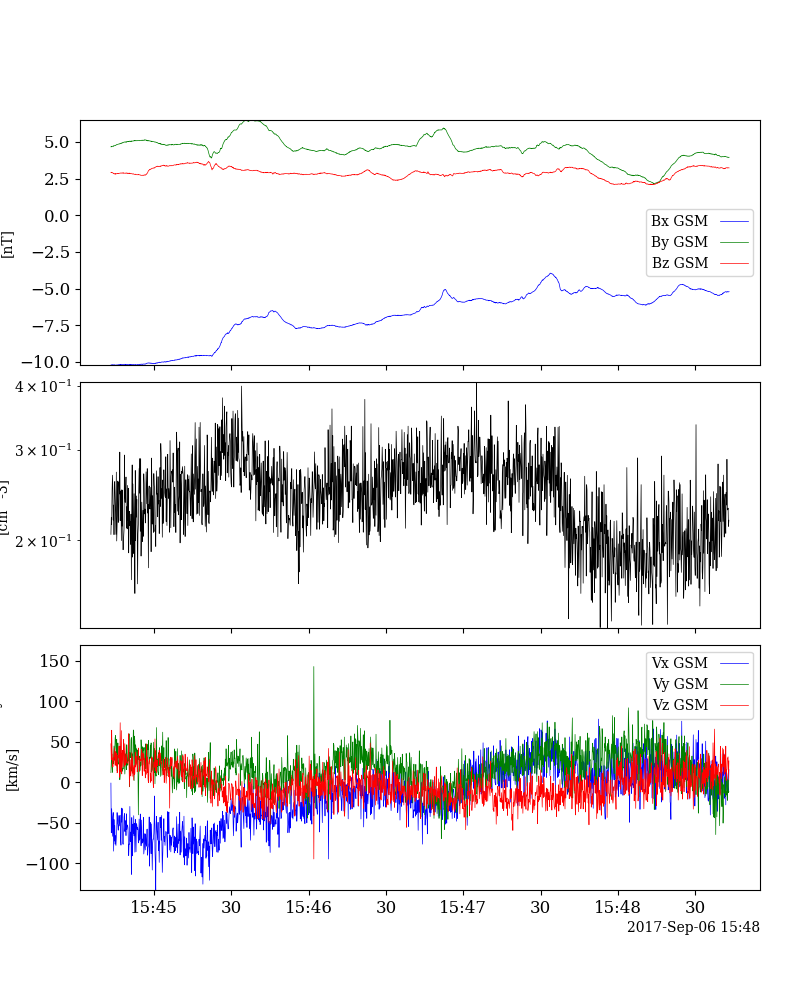 5.0
2.5
0.0
−2.5
−5.0
−7.5
−10.0
[nT]
Bx GSM
By GSM
Bz GSM
4 × 10⁻¹
3 × 10⁻¹
2 × 10⁻¹
150
100
50
0
−50
−100
[km/s]
Vx GSM
Vy GSM
Vz GSM
15:45 30 15:46 30 15:47 30 15:48 30
2017-Sep-06 15:48